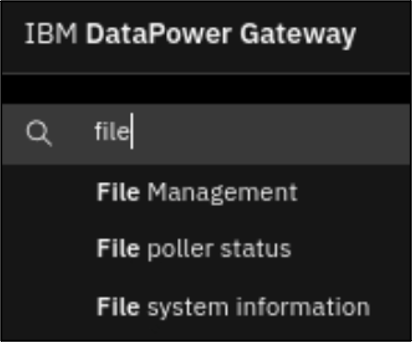 IBM DataPower Gateway
file
File Management
File poller status
File system information